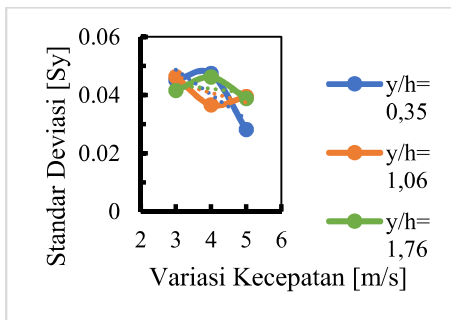 Standar Deviasi [Sy]
0.06
0.04
0.02
0
2 3 4 5 6
Variasi Kecepatan [m/s]
y/h=
0,35
y/h=
1,06
y/h=
1,76